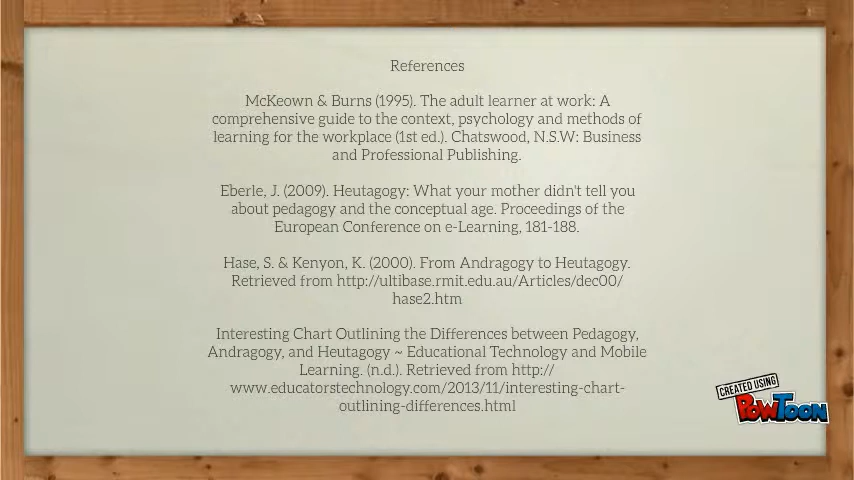 References
McKeown & Burns (1995). The adult learner at work: A
comprehensive guide to the context, psychology and methods of
learning for the workplace (1st ed.). Chatswood, N.S.W: Business
and Professional Publishing.
Eberle, J. (2009). Heutagogy: What your mother didn't tell you
about pedagogy and the conceptual age. Proceedings of the
European Conference on e-Learning, 181-188.
Hase, S. & Kenyon, K. (2000). From Andragogy to Heutagogy.
Retrieved from http://ultibase.rmit.edu.au/Articles/dec00/
hase2.htm
Interesting Chart Outlining the Differences between Pedagogy,
Andragogy, and Heutagogy ~ Educational Technology and Mobile
Learning. (n.d.). Retrieved from http://
www.educatorstechnology.com/2013/11/interesting-chart-
outlining-differences.html
CREATED USING
POWTOON